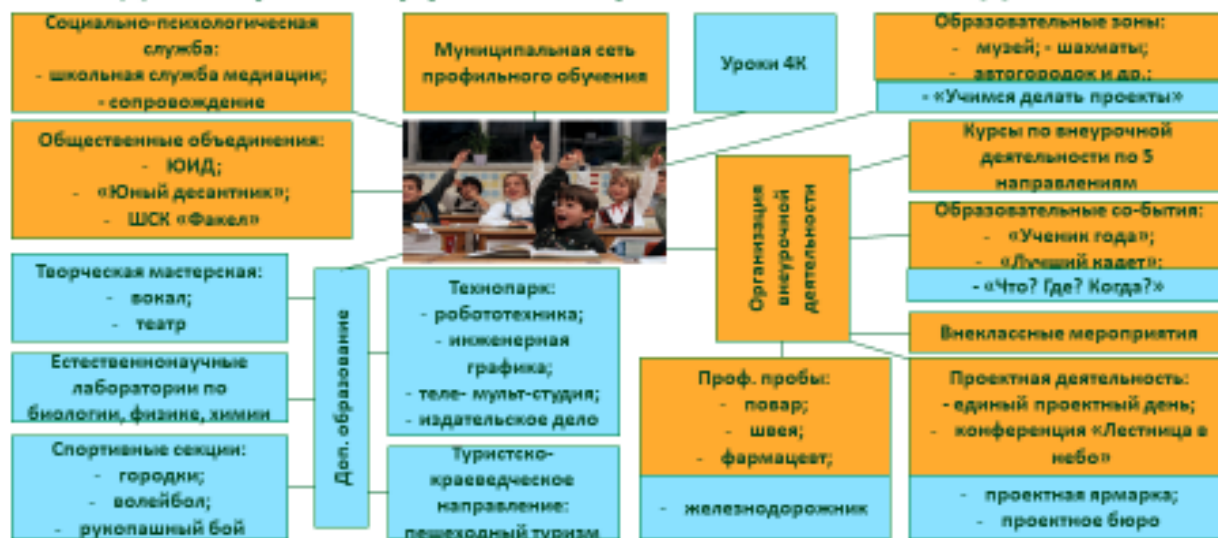 Социально-психологическая
служба:
- школьная служба медиации;
- сопровождение
Муниципальная сеть
профильного обучения
Уроки 4К
Образовательные зоны:
- музей; - шахматы;
- автогородок и др.;
- «Учимся делать проекты»
Общественные объединения:
- ЮИД;
- «Юный десантник»;
- ШСК «Факел»
Организация
внеурочной
деятельности
Курсы по внеурочной
деятельности по 5
направлениям
Образовательные со-бытия:
- «Ученик года»;
- «Лучший кадет»;
- «Что? Где? Когда?»
Внеклассные мероприятия
Творческая мастерская:
- вокал;
- театр
Естественнонаучные
лаборатории по
биологии, физике, химии
Спортивные секции:
- городки;
- волейбол;
- рукопашный бой
Доп. образование
Технопарк:
- робототехника;
- инженерная
графика;
- теле- мульт-студия;
- издательское дело
Туристско-
краеведческое
направление:
пешеходный туризм
Проф. пробы:
- повар;
- швея;
- фармацевт;
- железнодорожник
Проектная деятельность:
- единый проектный день;
- конференция «Лестница в
небо»
- проектная ярмарка;
- проектное бюро